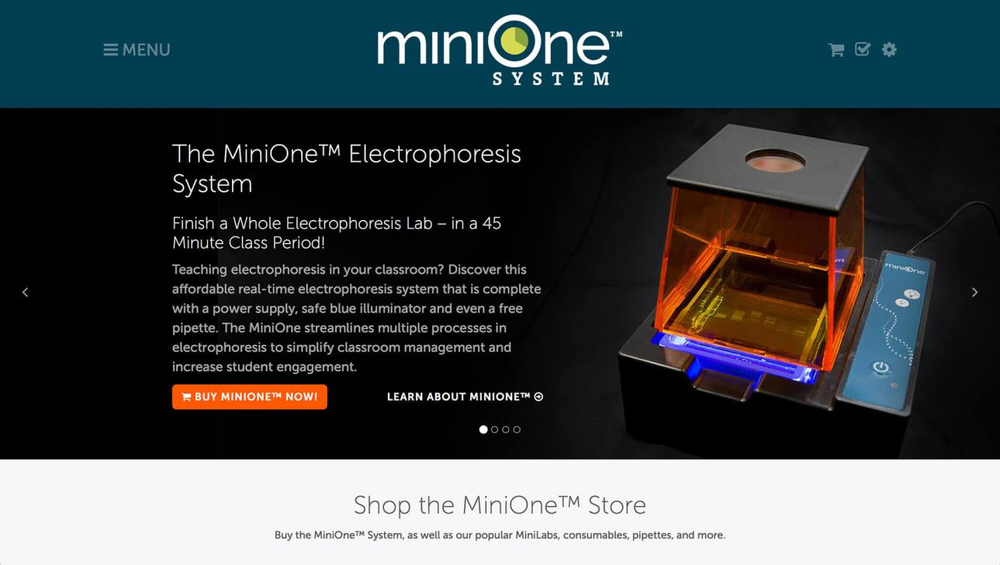 MENU
miniOne™
SYSTEM
The MiniOne™ Electrophoresis
System
Finish a Whole Electrophoresis Lab – in a 45
Minute Class Period!
Teaching electrophoresis in your classroom? Discover this
affordable real-time electrophoresis system that is complete
with a power supply, safe blue illuminator and even a free
pipette. The MiniOne streamlines multiple processes in
electrophoresis to simplify classroom management and
increase student engagement.
BUY MINIONE™ NOW!
LEARN ABOUT MINIONE™
miniOne™
Shop the MiniOne™ Store
Buy the MiniOne™ System, as well as our popular MiniLabs, consumables, pipettes, and more.